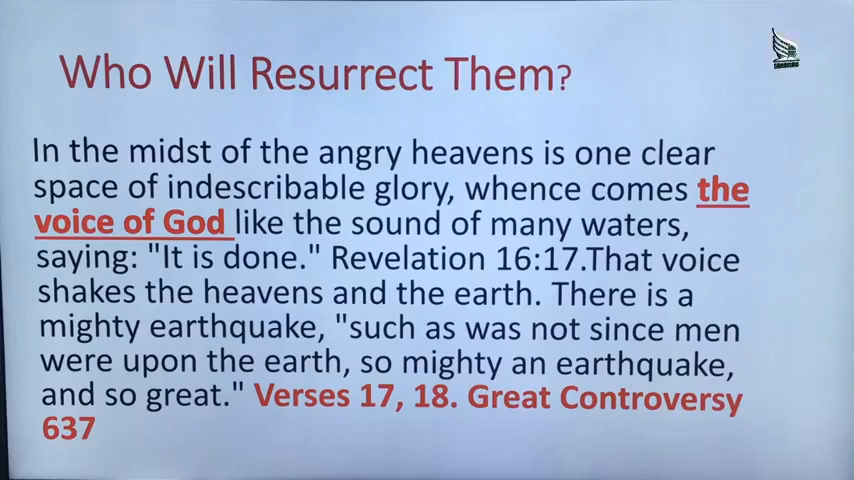 Who Will Resurrect Them?
In the midst of the angry heavens is one clear
space of indescribable glory, whence comes the
voice of God like the sound of many waters,
saying: "It is done." Revelation 16:17.That voice
shakes the heavens and the earth. There is a
mighty earthquake, "such as was not since men
were upon the earth, so mighty an earthquake,
and so great." Verses 17, 18. Great Controversy
637